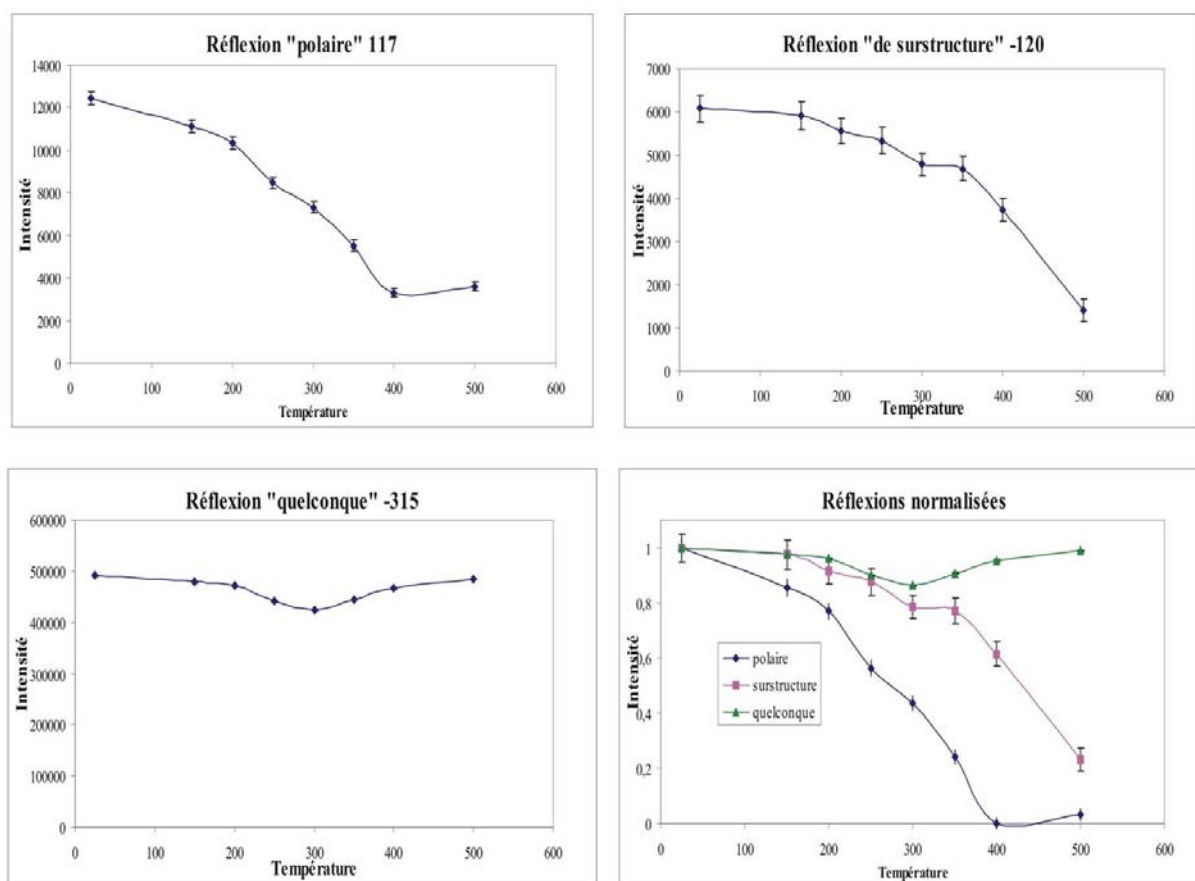 Réflexion "polaire" 117
14000
12000
10000
8000
6000
4000
2000
0
Intensité
0 100 200 300 400 500 600
Température
Réflexion "de surstructure" -120
7000
6000
5000
4000
3000
2000
1000
0
Intensité
0 100 200 300 400 500 600
Température
Réflexion "quelconque" -315
600000
500000
400000
300000
200000
100000
0
Intensité
0 100 200 300 400 500 600
Température
Réflexions normalisées
1
0,8
0,6
0,4
0,2
0
Intensité
polaire
surstructure
quelconque
0 100 200 300 400 500 600
Température